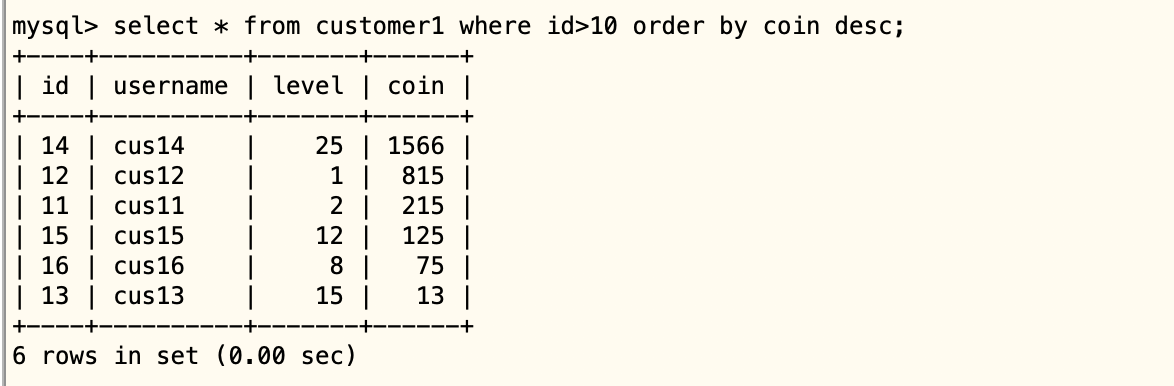 mysql> select * from customer1 where id>10 order by coin desc;
+----+----------+-------+------+
| id | username | level | coin |
+----+----------+-------+------+
| 14 | cus14    |    25 | 1566 |
| 12 | cus12    |     1 |  815 |
| 11 | cus11    |     2 |  215 |
| 15 | cus15    |    12 |  125 |
| 16 | cus16    |     8 |   75 |
| 13 | cus13    |    15 |   13 |
+----+----------+-------+------+
6 rows in set (0.00 sec)